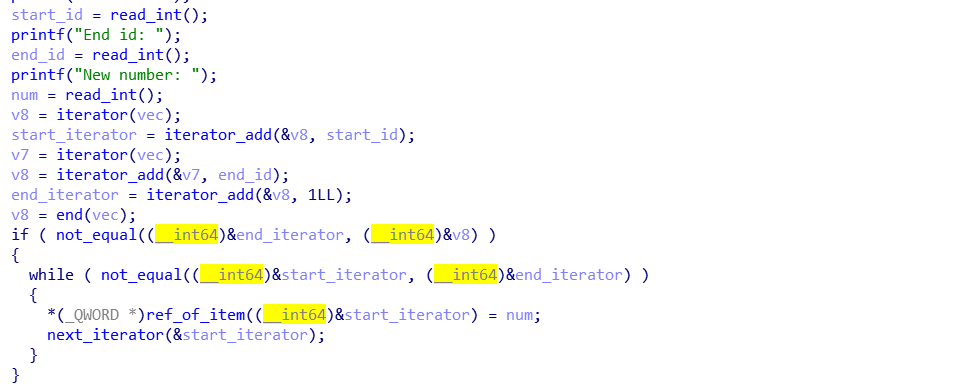 start_id = read_int();
printf("End id: ");
end_id = read_int();
printf("New number: ");
num = read_int();
v8 = iterator(vec);
start_iterator = iterator_add(&v8, start_id);
v7 = iterator(vec);
v8 = iterator_add(&v7, end_id);
end_iterator = iterator_add(&v8, 1LL);
v8 = end(vec);
if ( not_equal((__int64)&end_iterator, (__int64)&v8) )
{
while ( not_equal((__int64)&start_iterator, (__int64)&end_iterator) )
{
*(_QWORD *)ref_of_item((__int64)&start_iterator) = num;
next_iterator(&start_iterator);
}
}